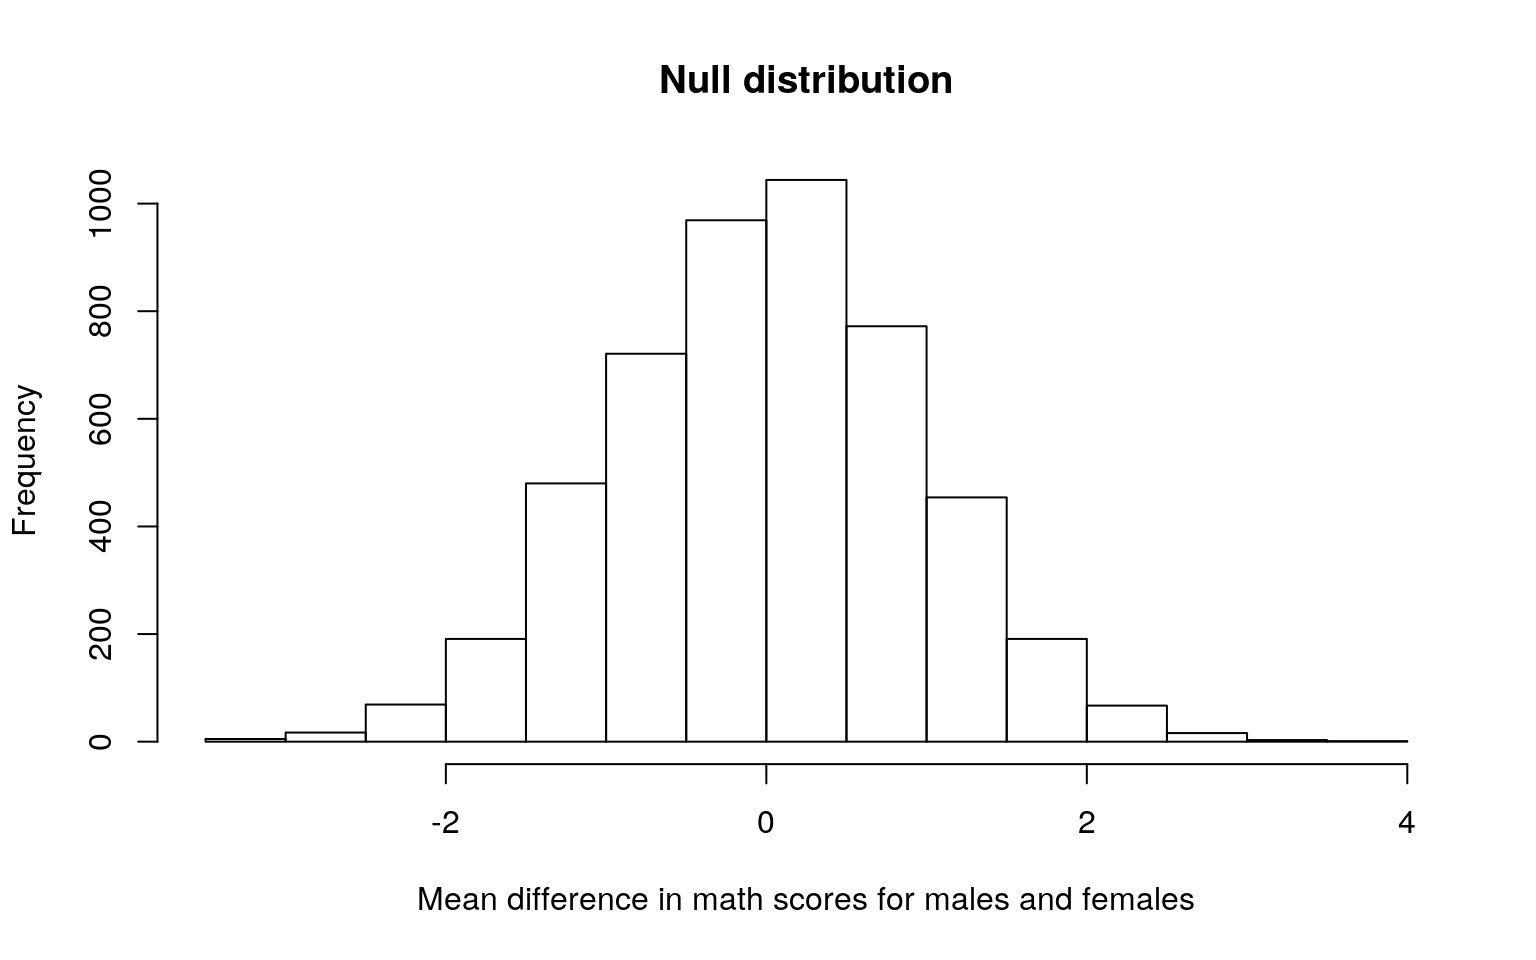 Null distribution
Frequency
1000
800
600
400
200
0
-2 0 2 4
Mean difference in math scores for males and females